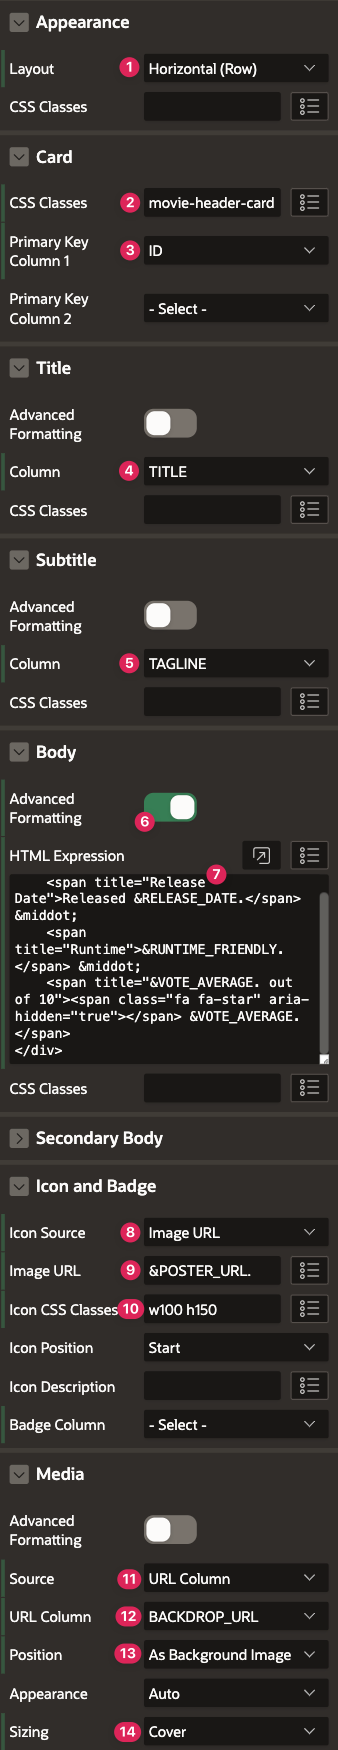 Appearance
Layout 1 Horizontal (Row)
CSS Classes
Card
CSS Classes 2 movie-header-card
Primary Key
Column 1 3 ID
Primary Key
Column 2 - Select -
Title
Advanced
Formatting
Column 4 TITLE
CSS Classes
Subtitle
Advanced
Formatting
Column 5 TAGLINE
CSS Classes
Body
Advanced
Formatting 6
HTML Expression
7
<span title="Release
Date">Released &RELEASE_DATE.</span>
&middot;
<span
title="Runtime">&RUNTIME_FRIENDLY.
</span> &middot;
<span title="&VOTE_AVERAGE. out
of 10"><span class="fa fa-star" aria-
hidden="true"></span> &VOTE_AVERAGE.
</span>
</div>
CSS Classes
Secondary Body
Icon and Badge
Icon Source 8 Image URL
Image URL 9 &POSTER_URL.
Icon CSS Classes 10 w100 h150
Icon Position Start
Icon Description
Badge Column - Select -
Media
Advanced
Formatting
Source 11 URL Column
URL Column 12 BACKDROP_URL
Position 13 As Background Image
Appearance Auto
Sizing 14 Cover